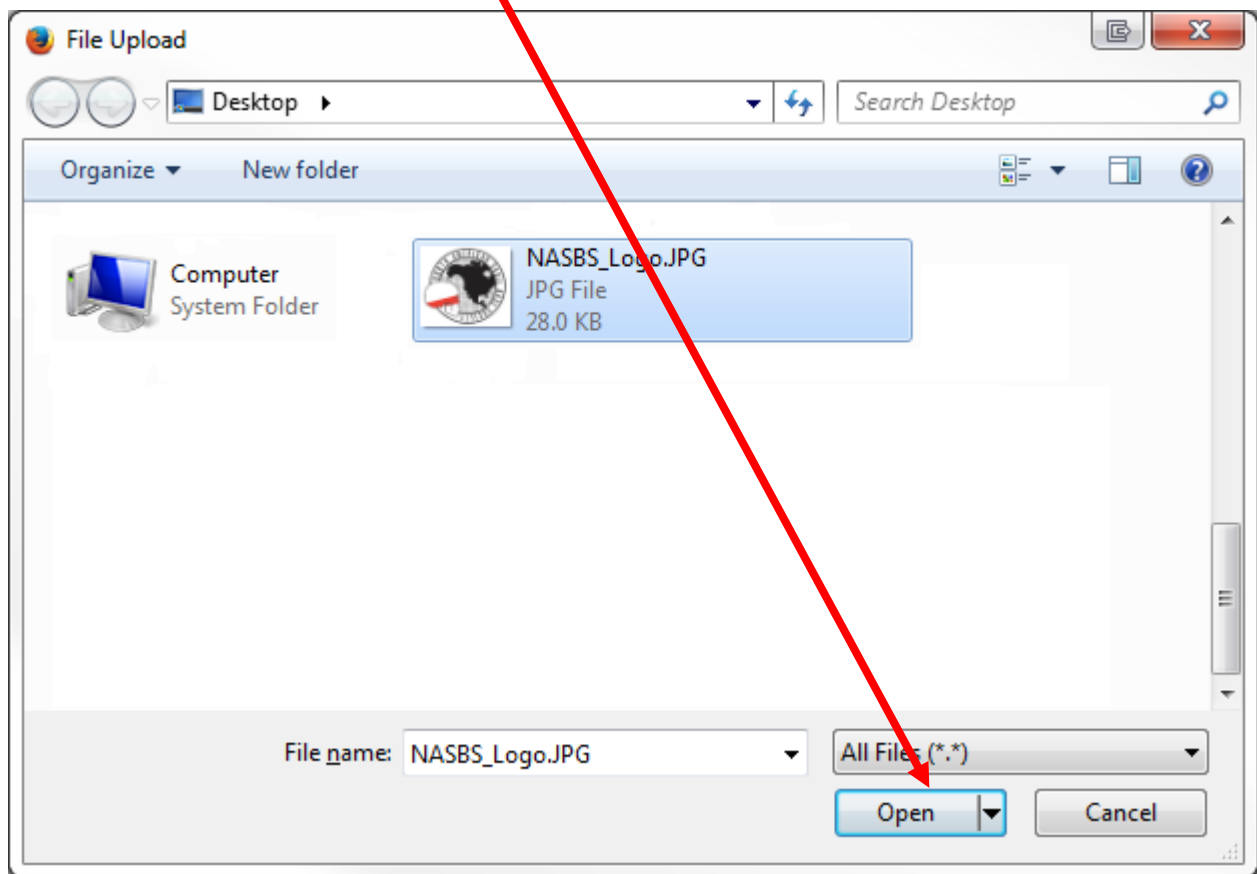 File Upload
Desktop
Search Desktop
Organize
New folder
Computer
System Folder
NASBS_Logo.JPG
JPG File
28.0 KB
File name: NASBS_Logo.JPG
All Files (*.*)
Open
Cancel